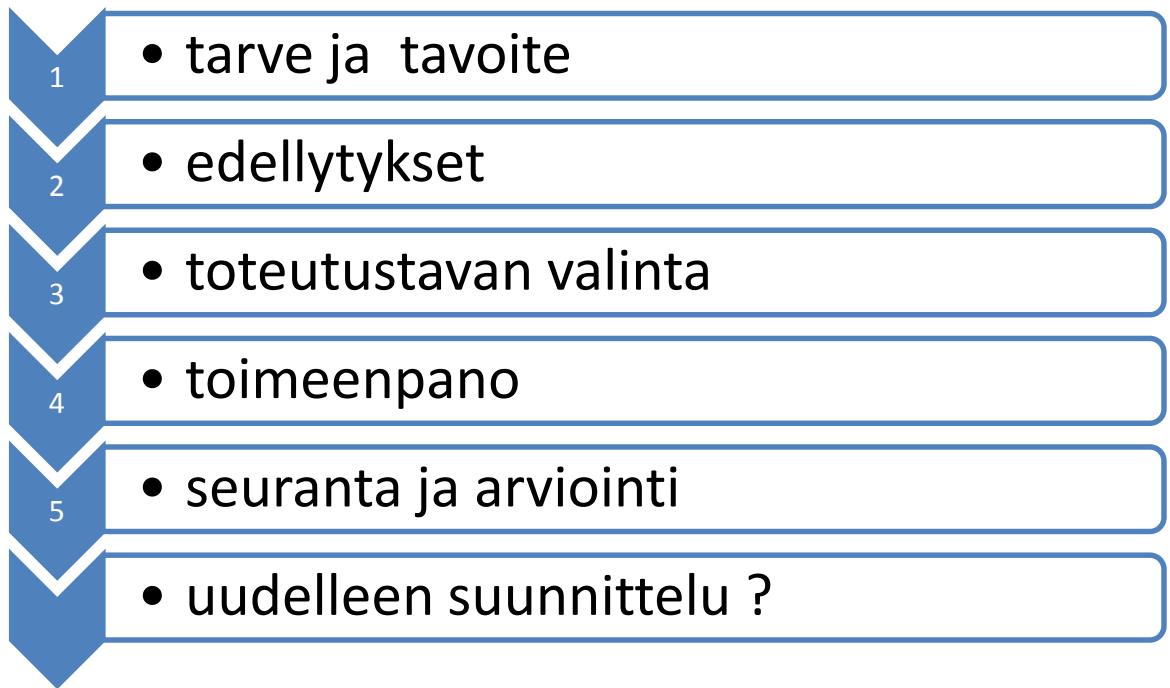 1
• tarve ja  tavoite
2
• edellytykset
3
• toteutustavan valinta
4
• toimeenpano
5
• seuranta ja arviointi
• uudelleen suunnittelu ?